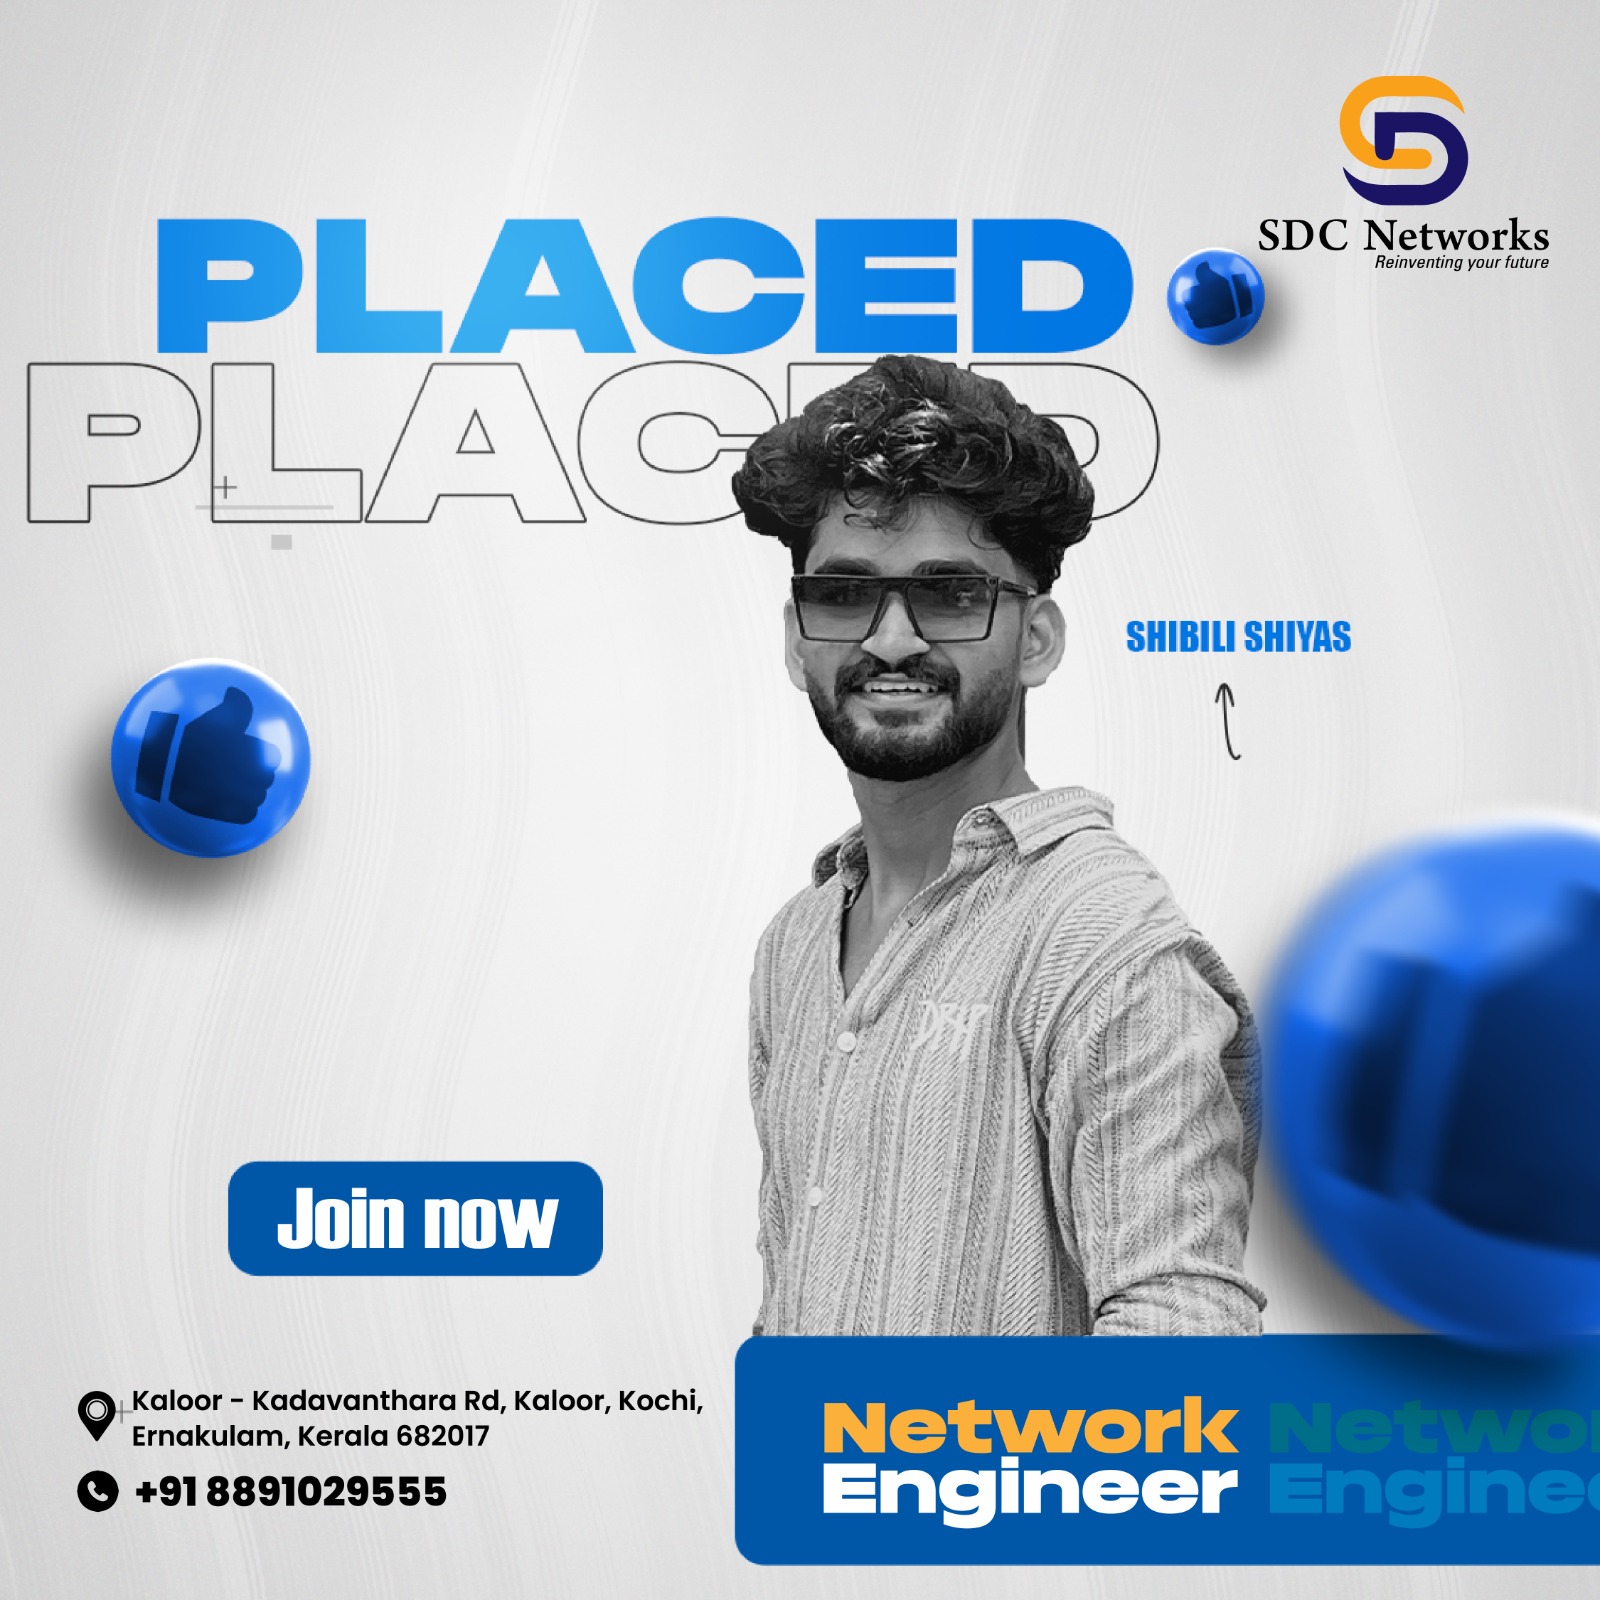 SDC Networks
Reinventing your future
PLACED
PLACED
SHIBILI SHIYAS
Join now
Kaloor - Kadavanthara Rd, Kaloor, Kochi,
Ernakulam, Kerala 682017
+91 8891029555
Network
Engineer